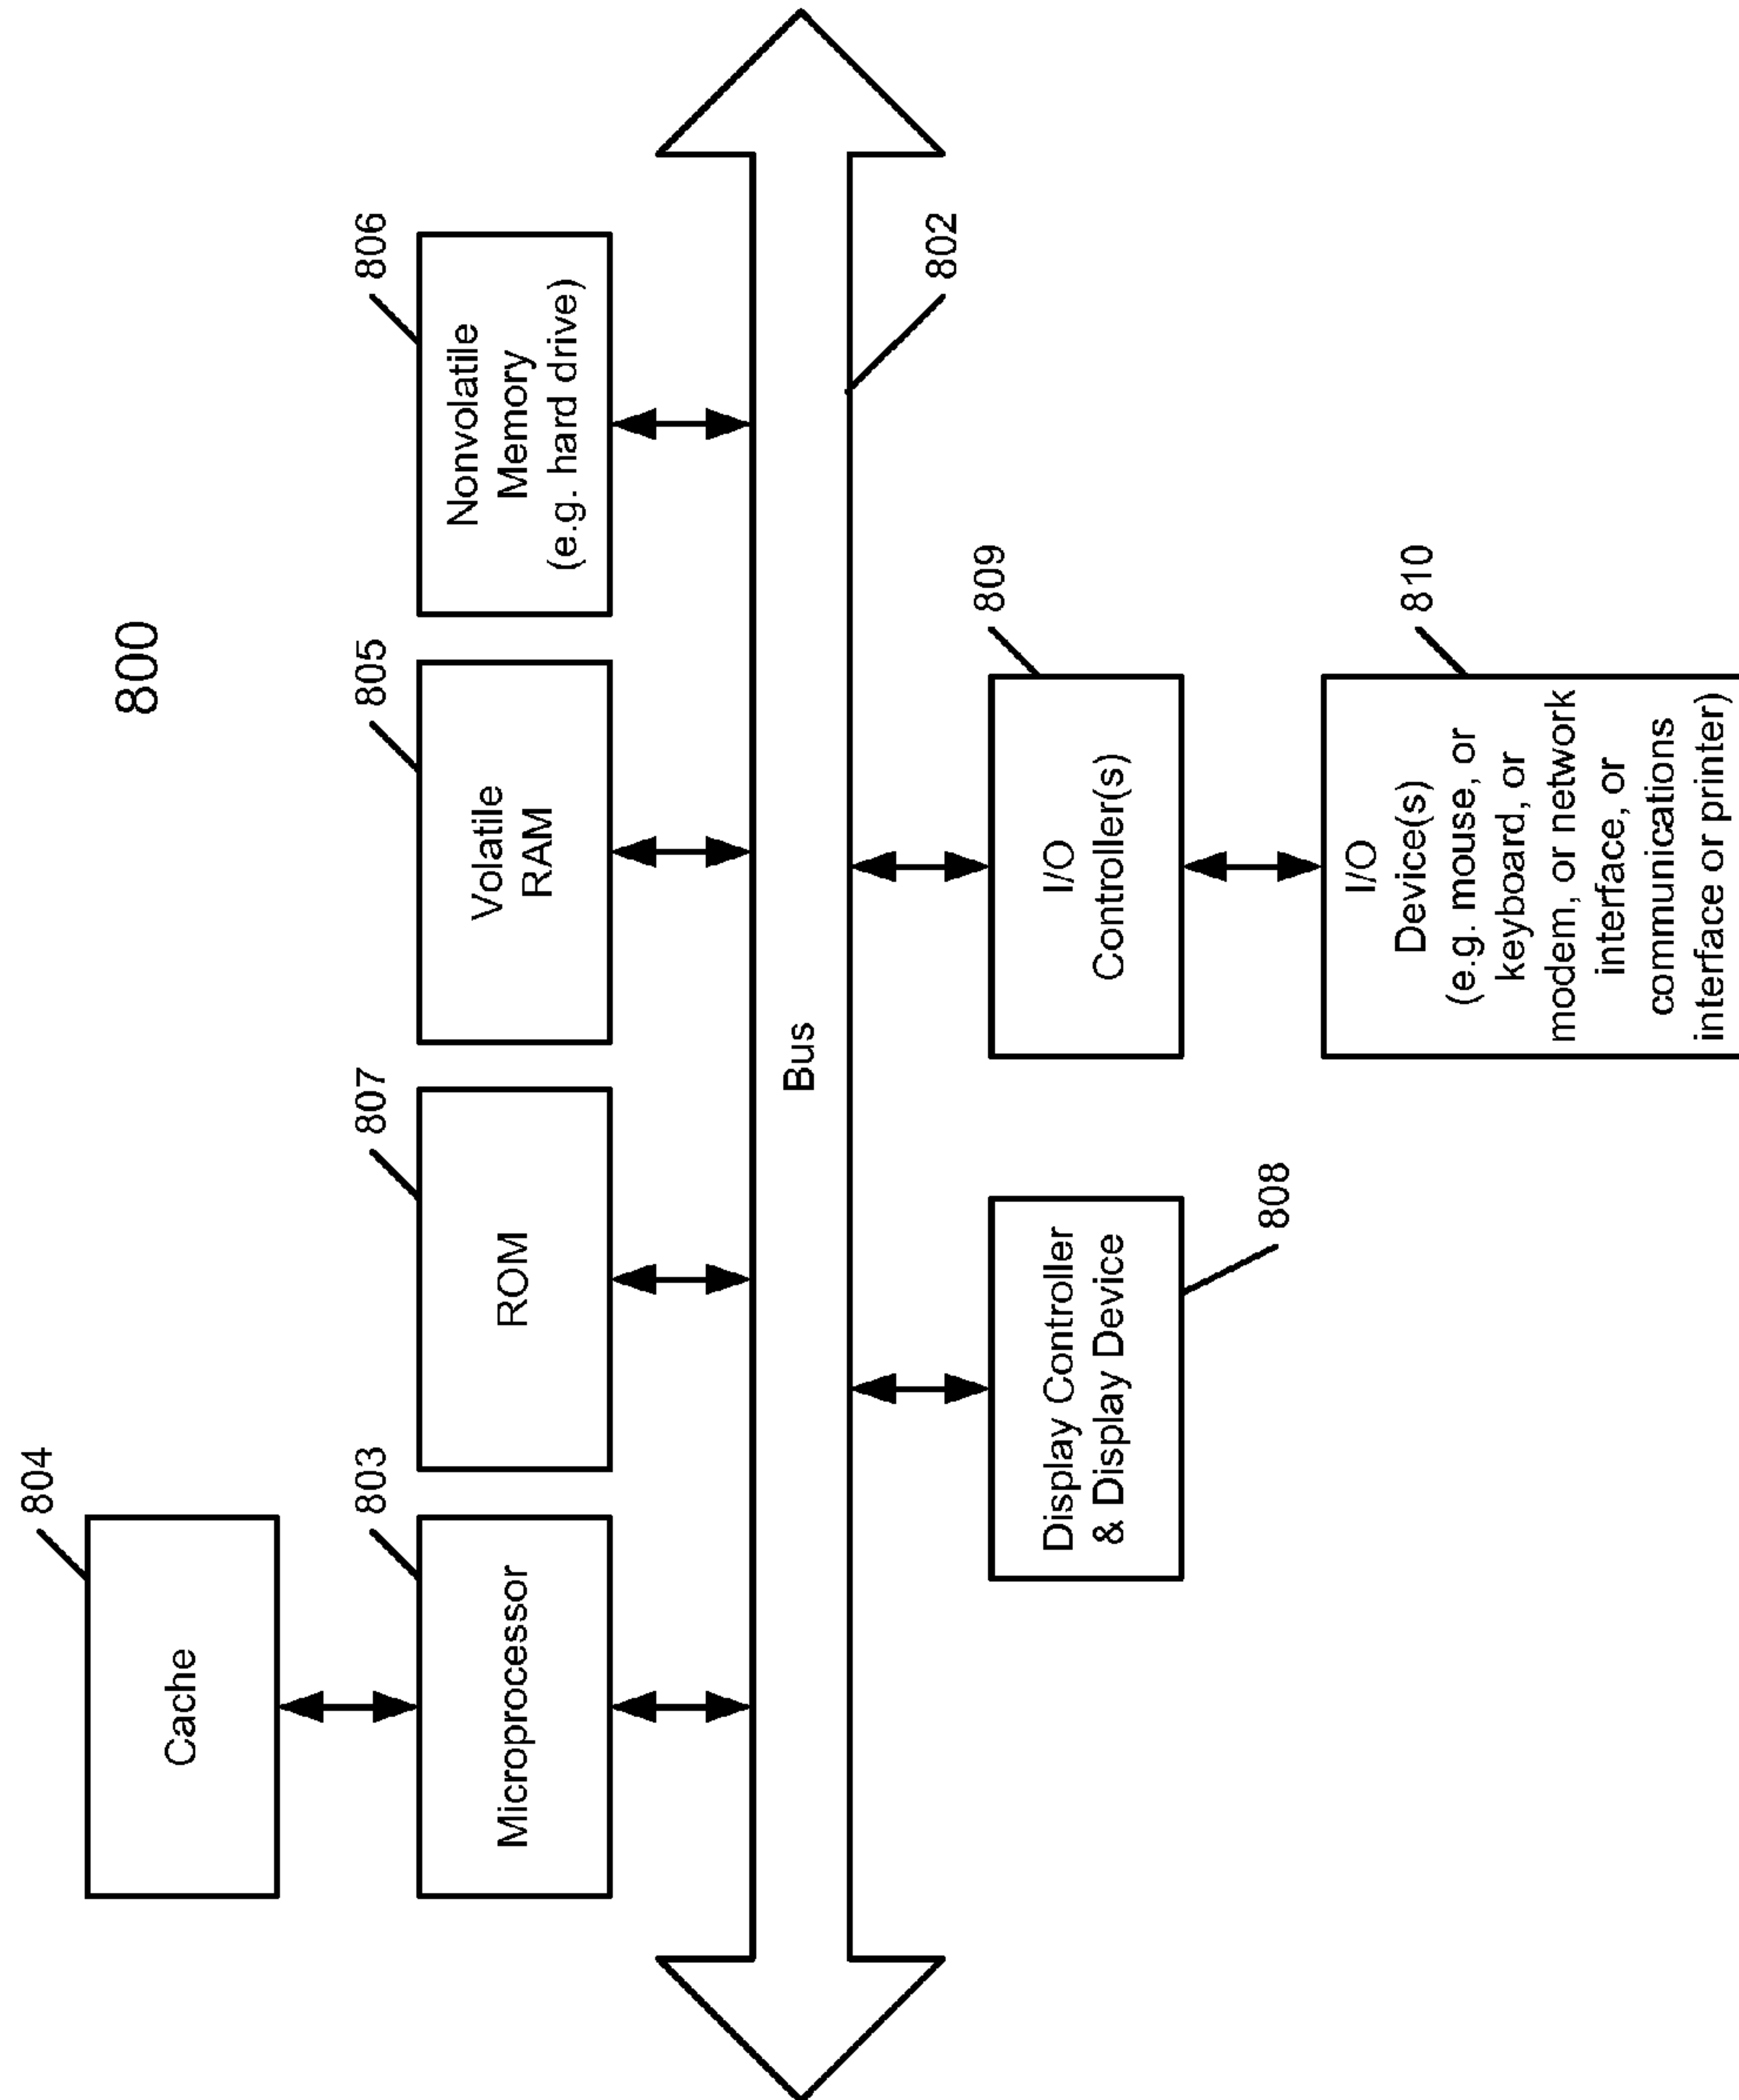 800
804
Cache
803
807
805
806
Microprocessor
ROM
Volatile
RAM
Nonvolatile
Memory
(e.g. hard drive)
Bus
802
809
Display Controller
& Display Device
808
I/O
Controller(s)
810
I/O
Device(s)
(e.g. mouse, or
keyboard, or
modem, or network
interface, or
communications
interface or printer)